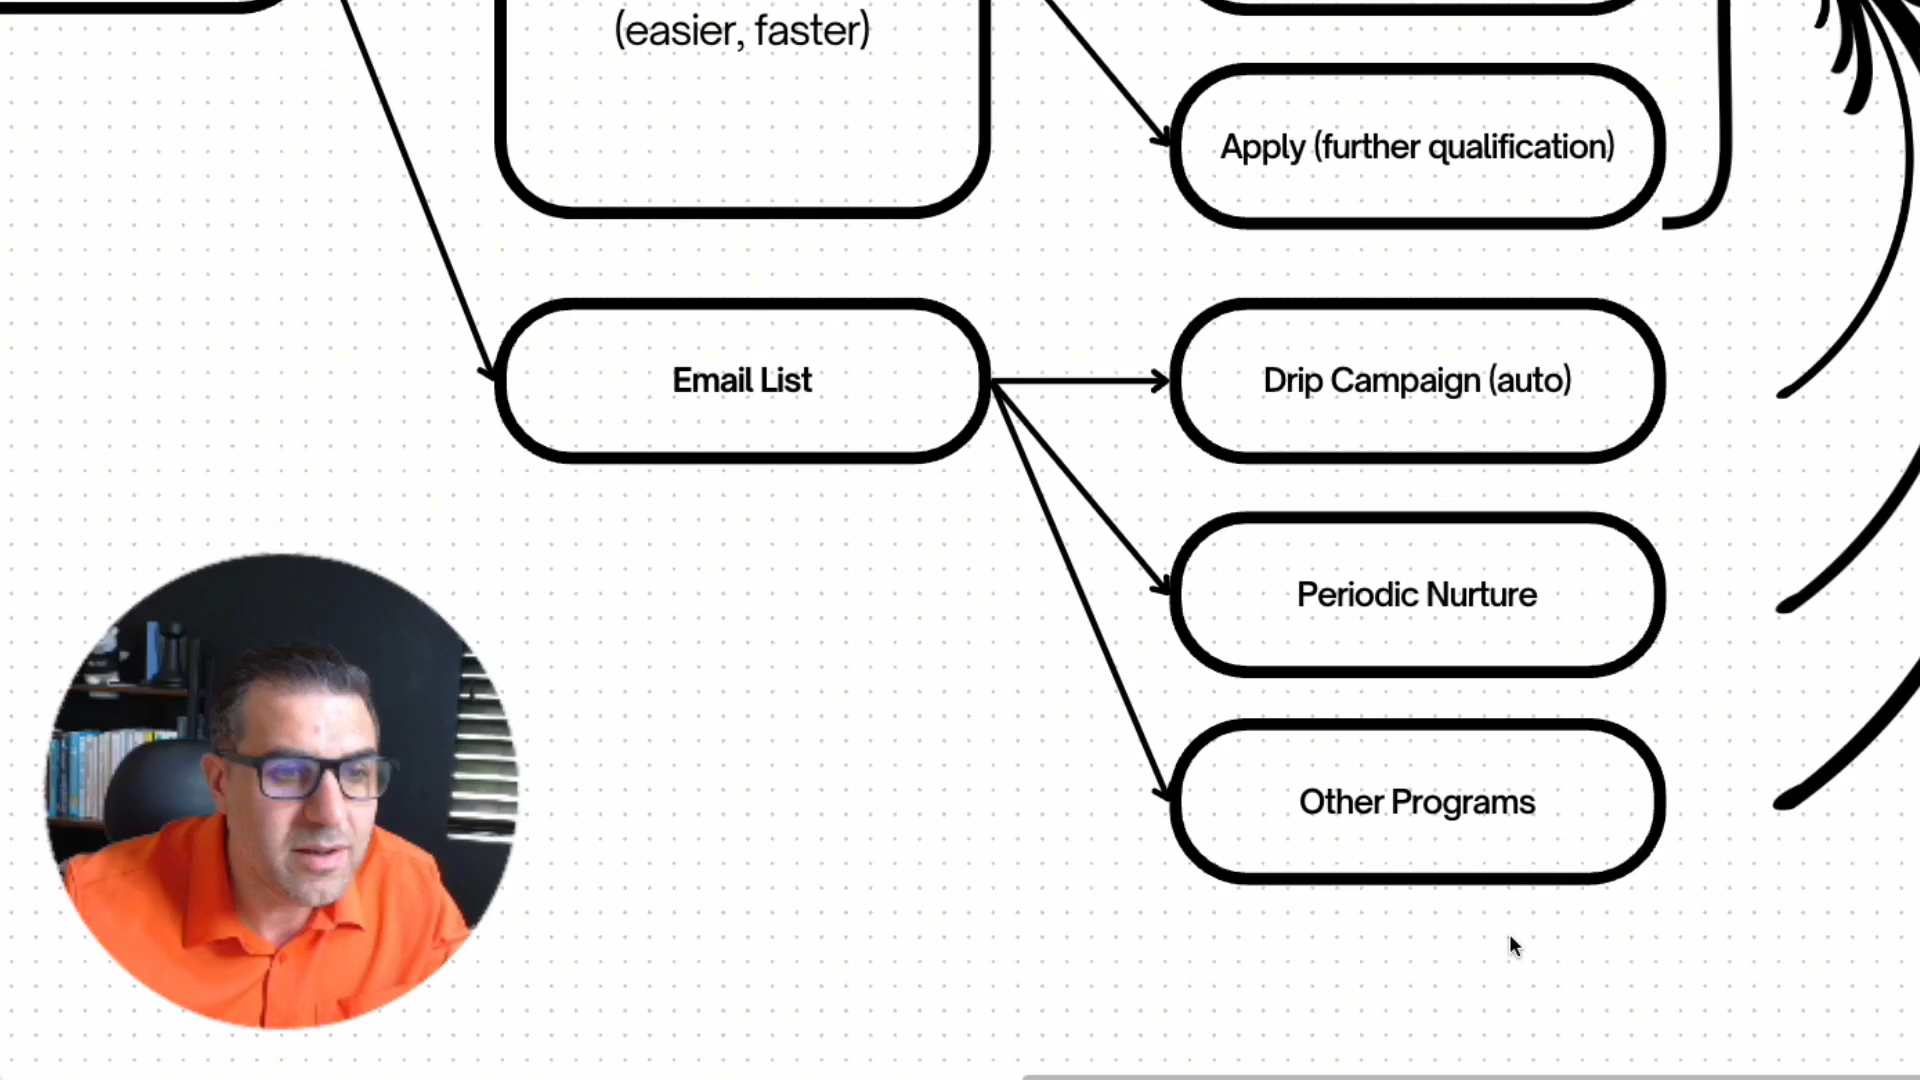 (easier, faster)
Apply (further qualification)
Email List
Drip Campaign (auto)
Periodic Nurture
Other Programs